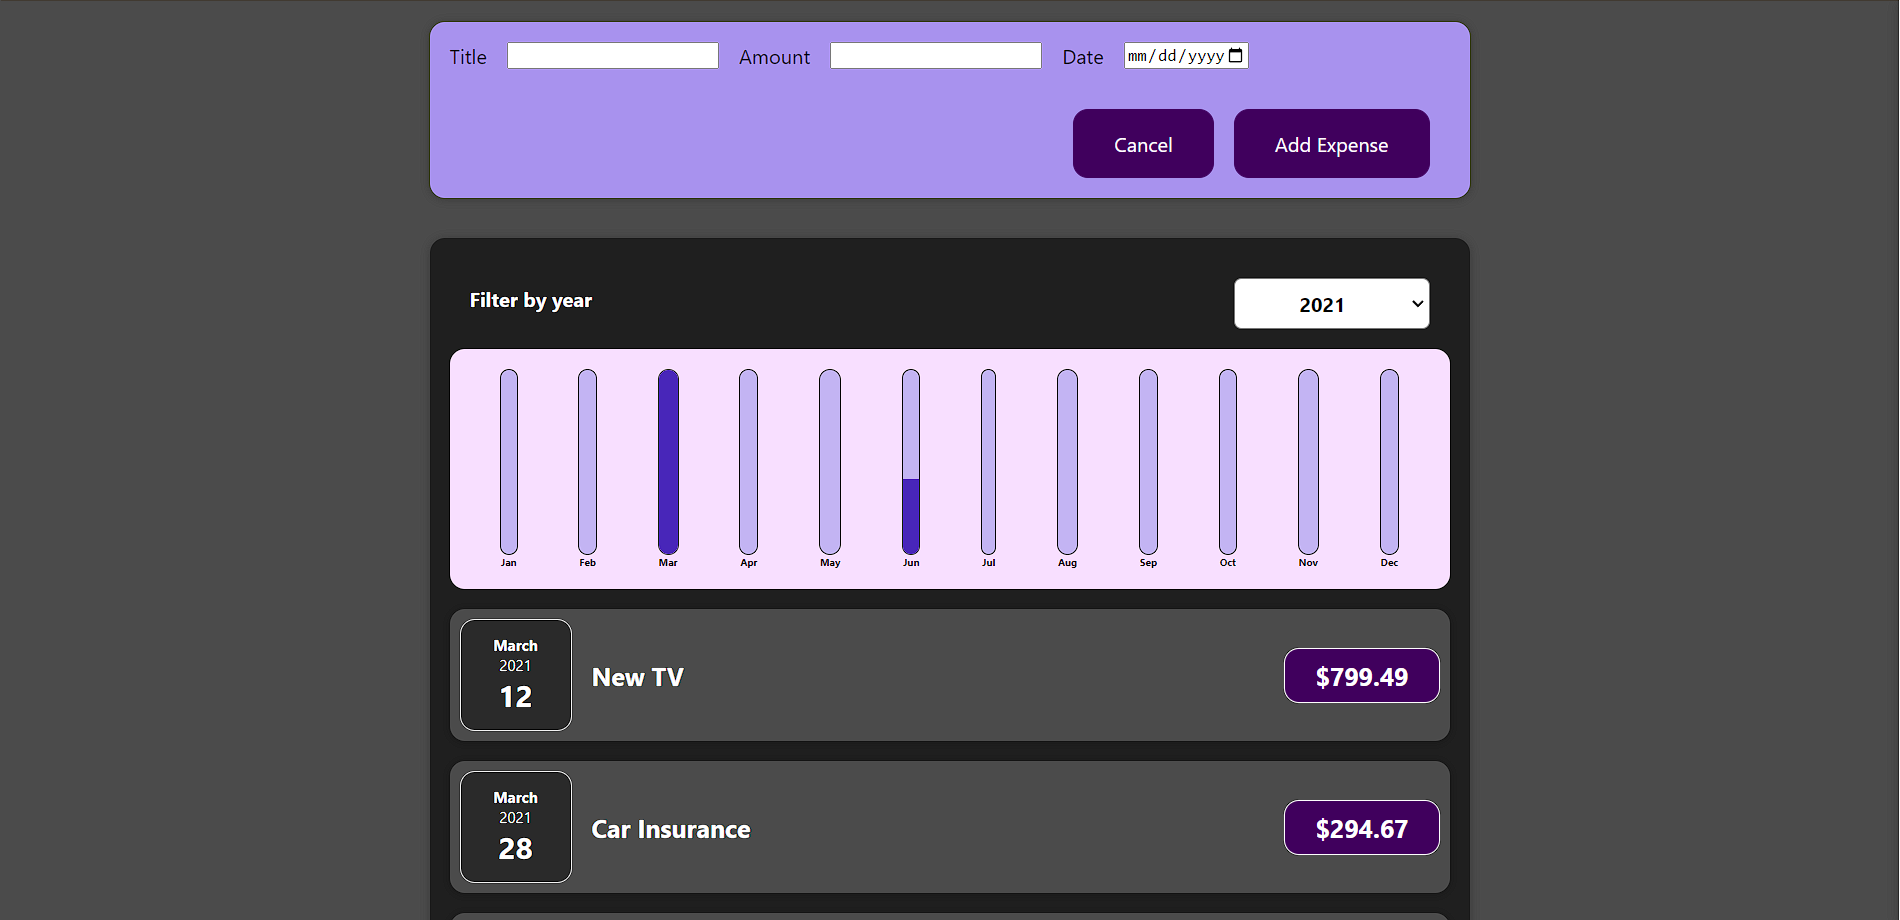 Title Amount Date mm/dd/yyyy
Cancel Add Expense
Filter by year 2021
Jan Feb Mar Apr May Jun Jul Aug Sep Oct Nov Dec
March
2021
12
New TV
$799.49
March
2021
28
Car Insurance
$294.67